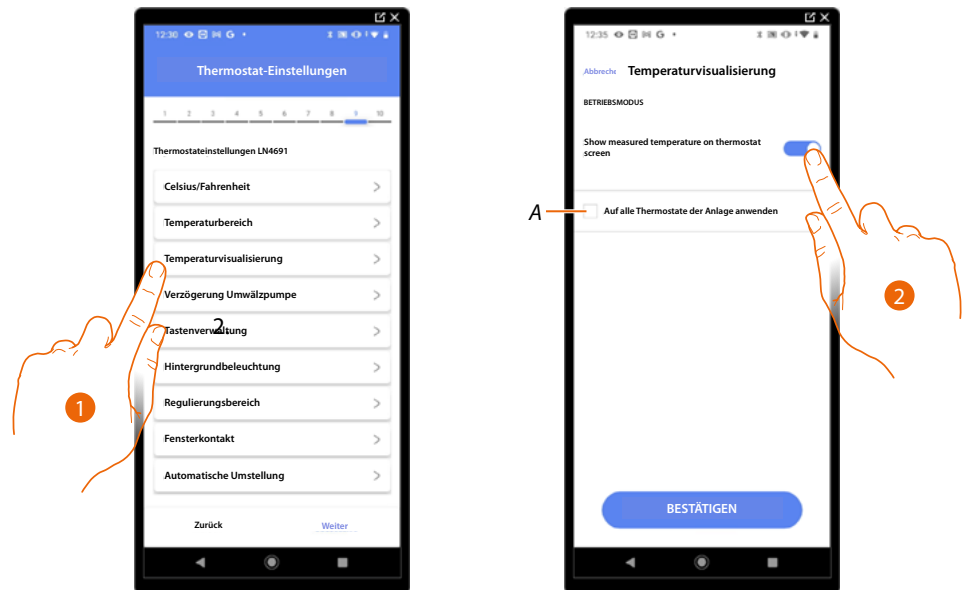 12:30
Thermostat-Einstellungen
1 2 3 4 5 6 7 8 9 10
Thermostateinstellungen LN4691
Celsius/Fahrenheit
Temperaturbereich
Temperaturvisualisierung
Verzögerung Umwälzpumpe
Tastenverwaltung
2.
Hintergrundbeleuchtung
Regulierungsbereich
Fensterkontakt
Automatische Umstellung
Zurück
Weiter
1
12:35
Abbreche
Temperaturvisualisierung
BETRIEBSMODUS
Show measured temperature on thermostat
screen
A
Auf alle Thermostate der Anlage anwenden
2
BESTÄTIGEN